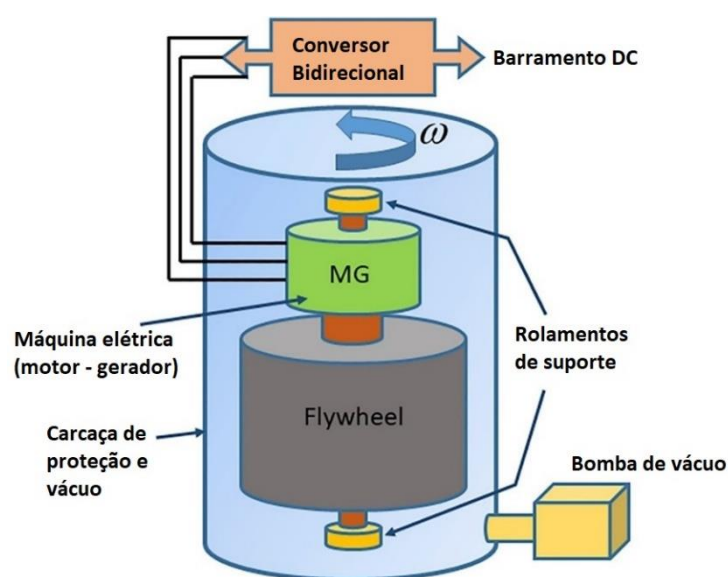 Conversor
Bidirecional
Barramento DC
ω
MG
Máquina elétrica
(motor - gerador)
Rolamentos
de suporte
Flywheel
Carcaça de
proteção e
vácuo
Bomba de vácuo